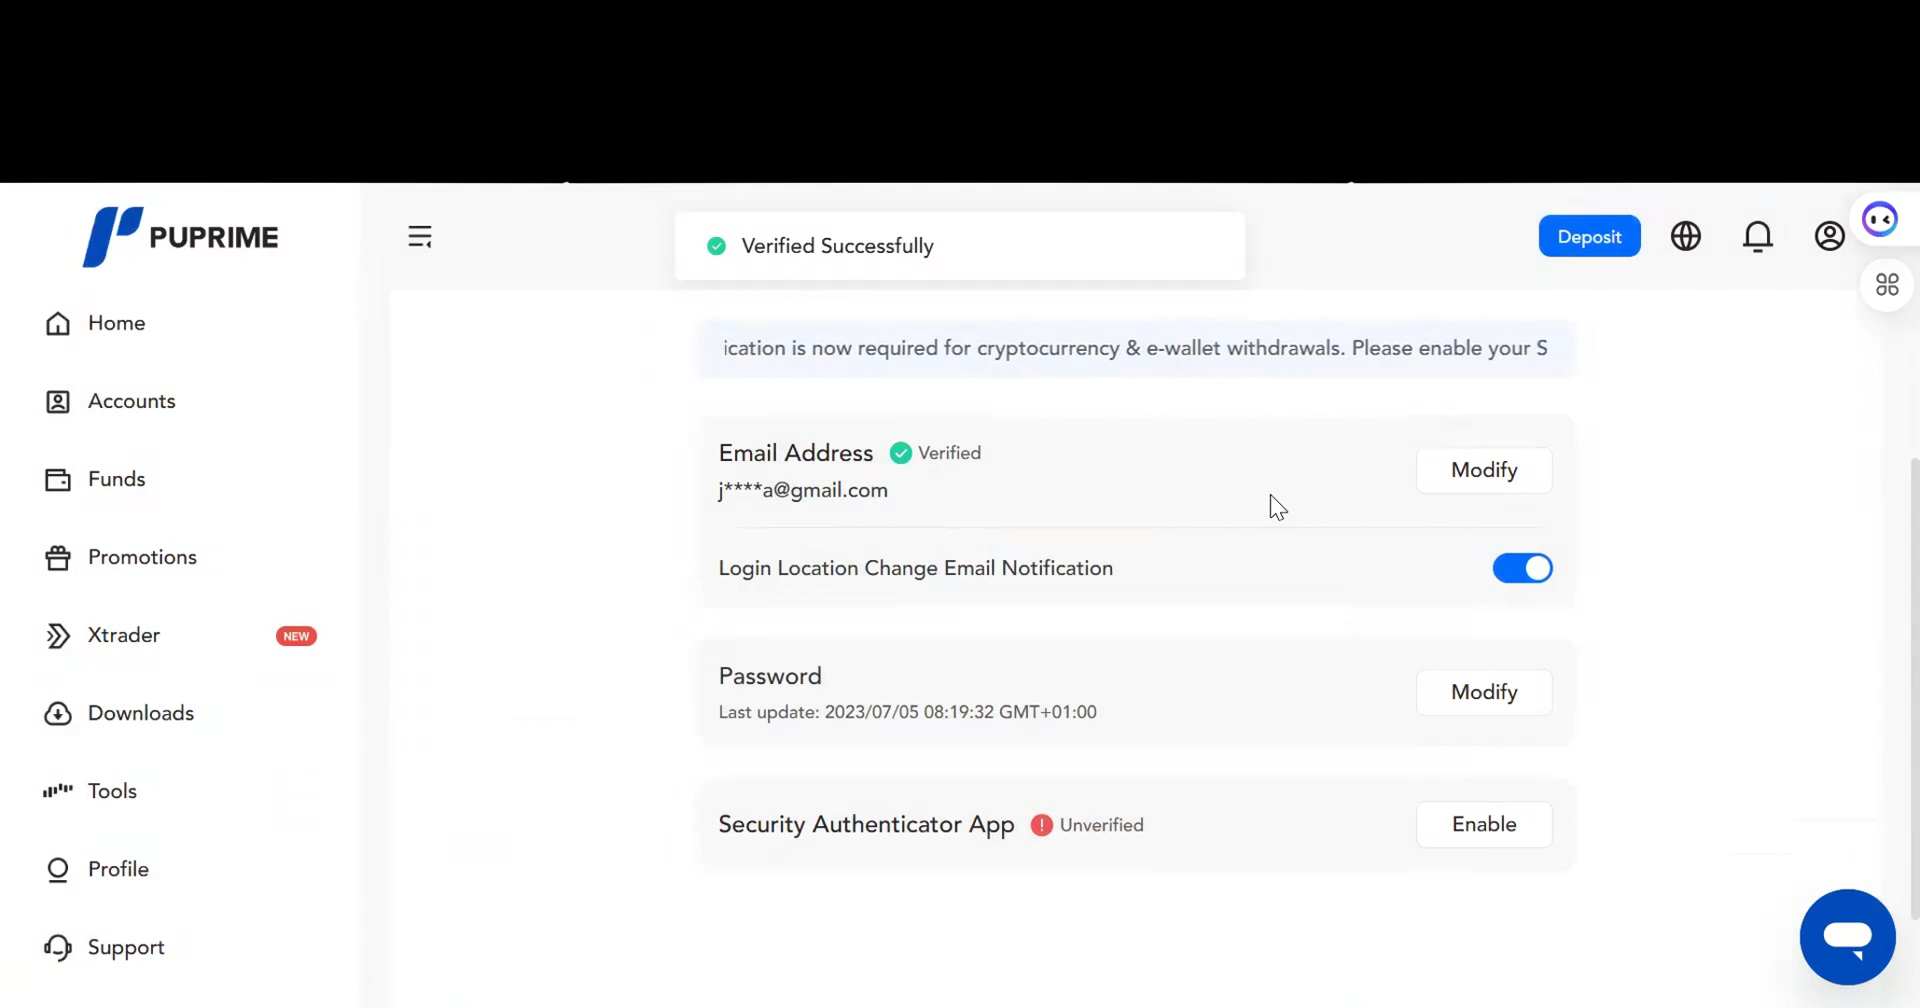 PUPRIME
Verified Successfully
Deposit
Home
Accounts
Funds
Promotions
Xtrader NEW
Downloads
Tools
Profile
Support
ication is now required for cryptocurrency & e-wallet withdrawals. Please enable your S
Email Address Verified
j****a@gmail.com
Modify
Login Location Change Email Notification
Password
Last update: 2023/07/05 08:19:32 GMT+01:00
Modify
Security Authenticator App Unverified
Enable